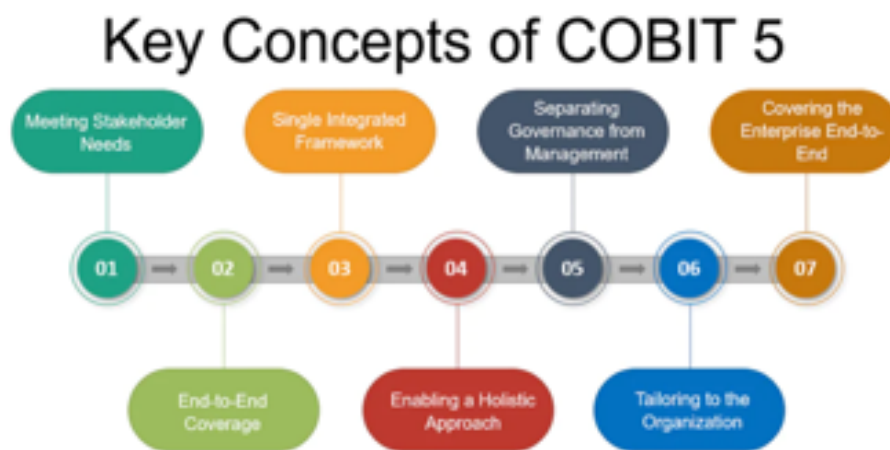 Key Concepts of COBIT 5
Meeting Stakeholder
Needs
Single Integrated
Framework
Separating
Governance from
Management
Covering the
Enterprise End-to-
End
01
02
03
04
05
06
07
End-to-End
Coverage
Enabling a Holistic
Approach
Tailoring to the
Organization